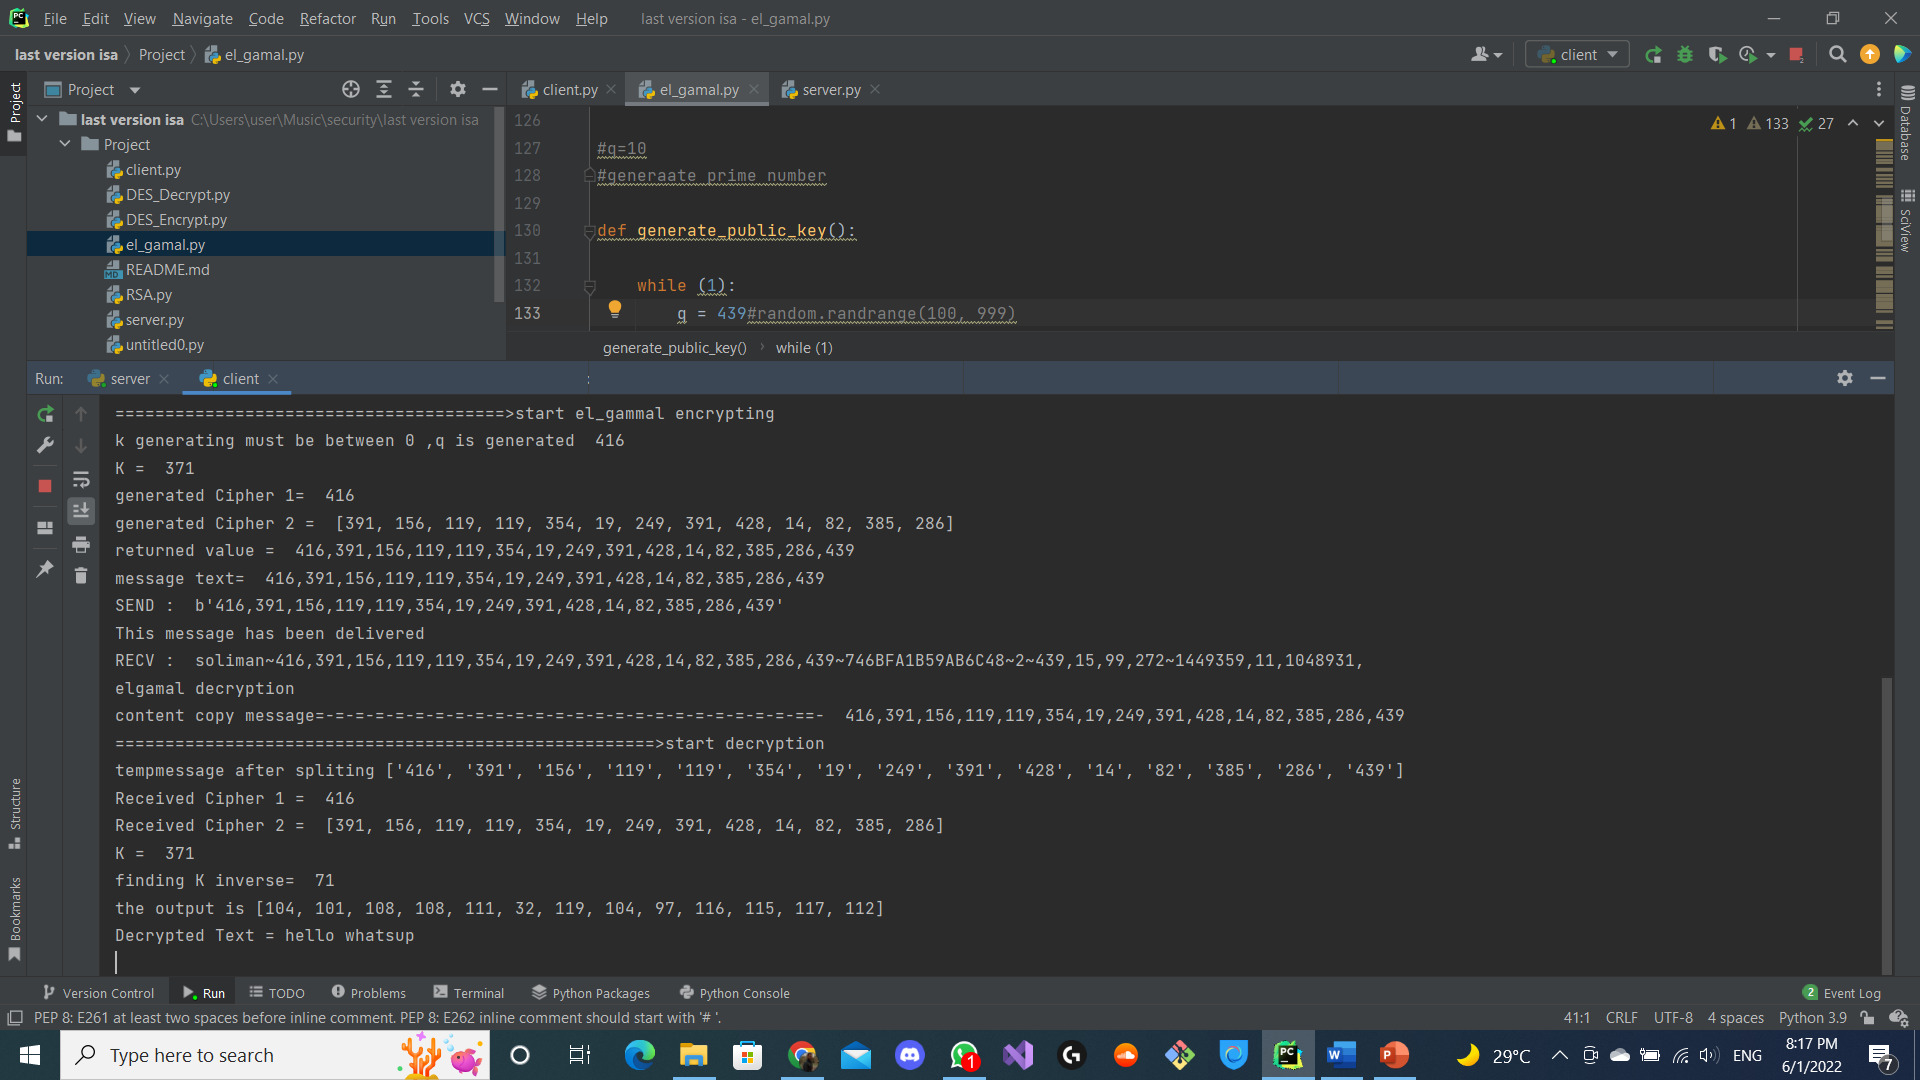 File Edit View Navigate Code Refactor Run Tools VCS Window Help last version isa - el_gamal.py
last version isa Project el_gamal.py client
Project
Project client.py el_gamal.py server.py
last version isa C:\Users\user\Music\security\last version isa
Project
client.py
DES_Decrypt.py
DES_Encrypt.py
el_gamal.py
README.md
RSA.py
server.py
untitled0.py
1 133 27
126
127 #q=10
128 #generaate prime number
129
130 def generate_public_key():
131
132 while (1):
133 q = 439#random.randrange(100, 999)
generate_public_key() while (1)
Database
SciView
Run: server client
=======================================>start el_gammal encrypting
k generating must be between 0 ,q is generated 416
K = 371
generated Cipher 1= 416
generated Cipher 2 = [391, 156, 119, 119, 354, 19, 249, 391, 428, 14, 82, 385, 286]
returned value = 416,391,156,119,119,354,19,249,391,428,14,82,385,286,439
message text= 416,391,156,119,119,354,19,249,391,428,14,82,385,286,439
SEND : b'416,391,156,119,119,354,19,249,391,428,14,82,385,286,439'
This message has been delivered
RECV : soliman~416,391,156,119,119,354,19,249,391,428,14,82,385,286,439~746BFA1B59AB6C48~2~439,15,99,272~1449359,11,1048931,
elgamal decryption
content copy message=-=-=-=-=-=-=-=-=-=-=-=-=-=-=-=-=-=-=-=-=-=-=-=-==- 416,391,156,119,119,354,19,249,391,428,14,82,385,286,439
======================================================>start decryption
tempmessage after spliting ['416', '391', '156', '119', '119', '354', '19', '249', '391', '428', '14', '82', '385', '286', '439']
Received Cipher 1 = 416
Received Cipher 2 = [391, 156, 119, 119, 354, 19, 249, 391, 428, 14, 82, 385, 286]
K = 371
finding K inverse= 71
the output is [104, 101, 108, 108, 111, 32, 119, 104, 97, 116, 115, 117, 112]
Decrypted Text = hello whatsup
Structure
Bookmarks
Version Control Run TODO Problems Terminal Python Packages Python Console 2 Event Log
PEP 8: E261 at least two spaces before inline comment. PEP 8: E262 inline comment should start with '# '. 41:1 CRLF UTF-8 4 spaces Python 3.9
Type here to search 1 29°C ENG 8:17 PM
6/1/2022 7